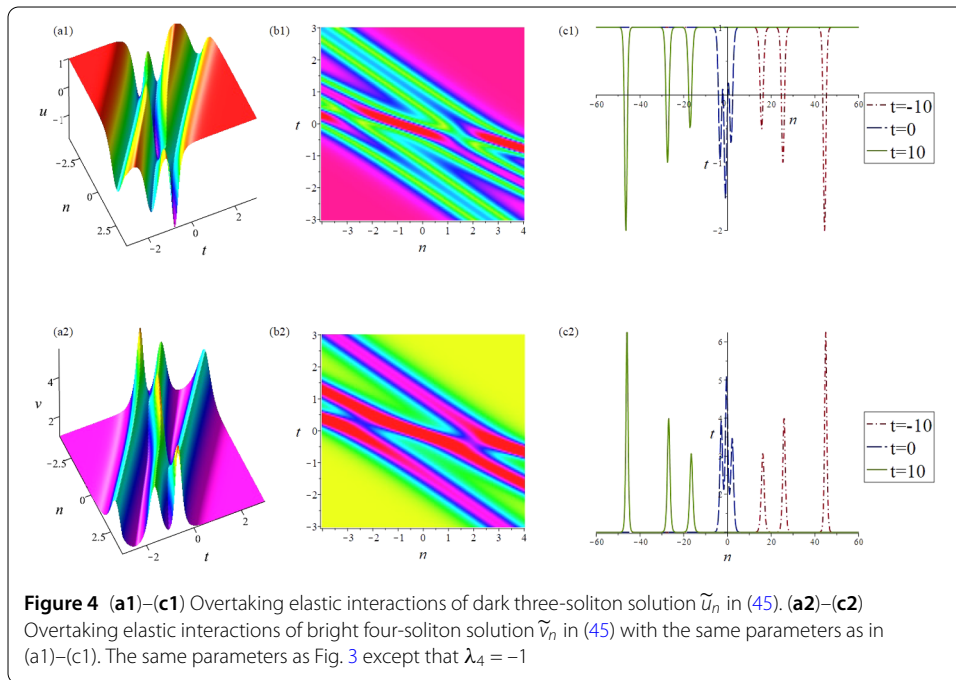 (a1)
1
0
u
-1
-2.5
n
0
2.5
-2
0
t
2
(b1)
3
2
1
t
0
-1
-2
-3
-3
-2
-1
0
1
2
3
4
n
(c1)
1
-60
-40
-20
20
40
60
n
t
-1
-2
t=-10
t=0
t=10
(a2)
4
v
2
-2.5
n
0
2.5
-2
0
t
2
(b2)
3
2
1
t
0
-1
-2
-3
-3
-2
-1
0
1
2
3
4
n
(c2)
6
5
4
t
-60
-40
-20
0
20
40
60
n
t=-10
t=0
t=10
Figure 4 (a1)–(c1) Overtaking elastic interactions of dark three-soliton solution ũₙ in (45). (a2)–(c2)
Overtaking elastic interactions of bright four-soliton solution ṽₙ in (45) with the same parameters as in
(a1)–(c1). The same parameters as Fig. 3 except that λ₄ = –1